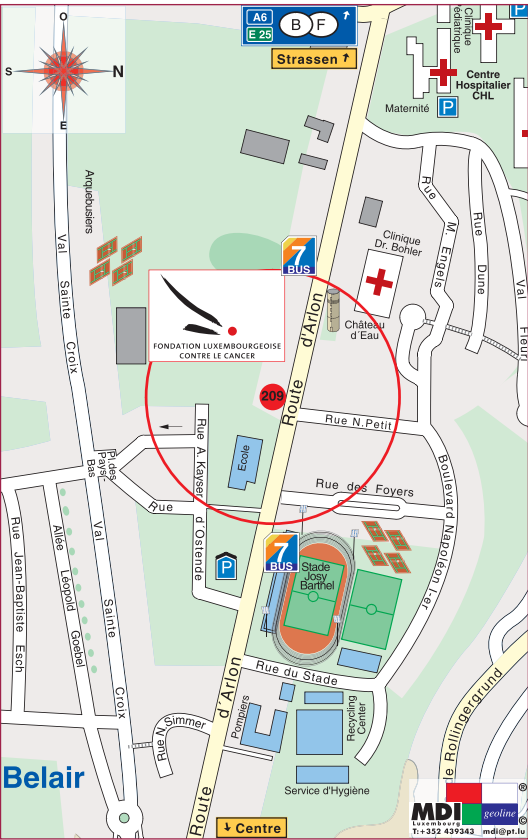 O
S
N
E
A6
E 25
B
F
Strassen
Clinique
Pédiatrique
P
Centre
Hospitalier
CHL
Maternité
P
Arquebusiers
Val
Sainte
Croix
Rue
M. Engels
Rue
Dune
Val
Fleuri
Clinique
Dr. Bohler
7
BUS
Château
d´Eau
FONDATION LUXEMBOURGEOISE
CONTRE LE CANCER
Route
d'Arlon
209
Rue N.Petit
Rue A. Kayser
Ecole
Pl.des
Pays-
Bas
Rue
d´Ostende
Rue des Foyers
Boulevard Napoléon I-er
Rue Jean-Baptiste
Esch
Allée
Léopold
Goebel
Val
Sainte
Croix
P
7
BUS
Stade
Josy
Barthel
Rue du Stade
d´Arlon
Route
Pompiers
Recycling
Center
Rue N.Simmer
Service d'Hygiène
Belair
Centre
de Rollingergrund
MDI
Luxembourg
geoline
®
©
T:+352 439343
mdi@pt.lu